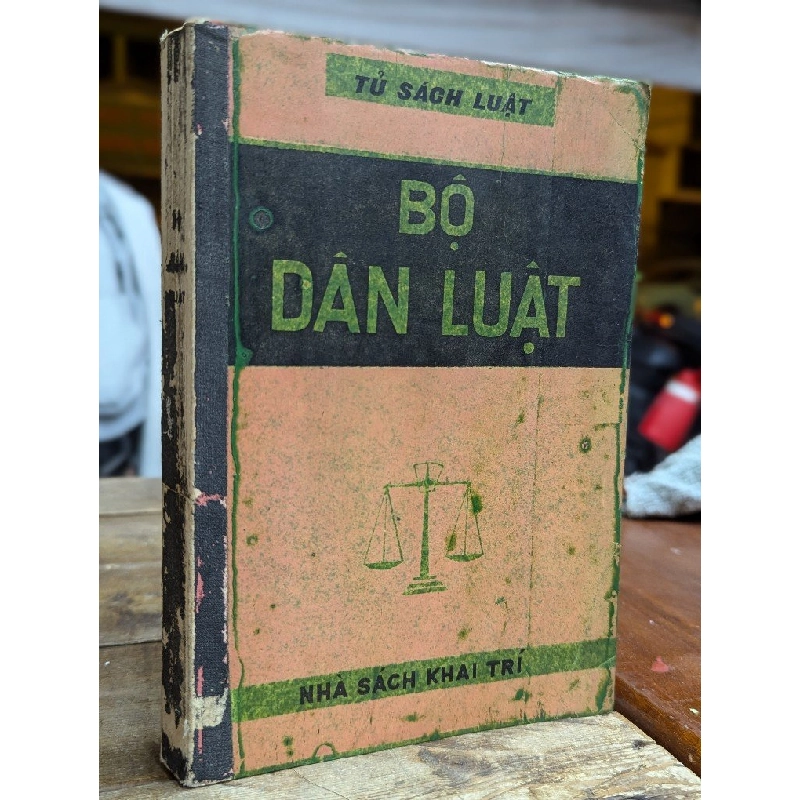 TỦ SÁCH LUẬT
BỘ
DÂN LUẬT
NHÀ SÁCH KHAI TRÍ